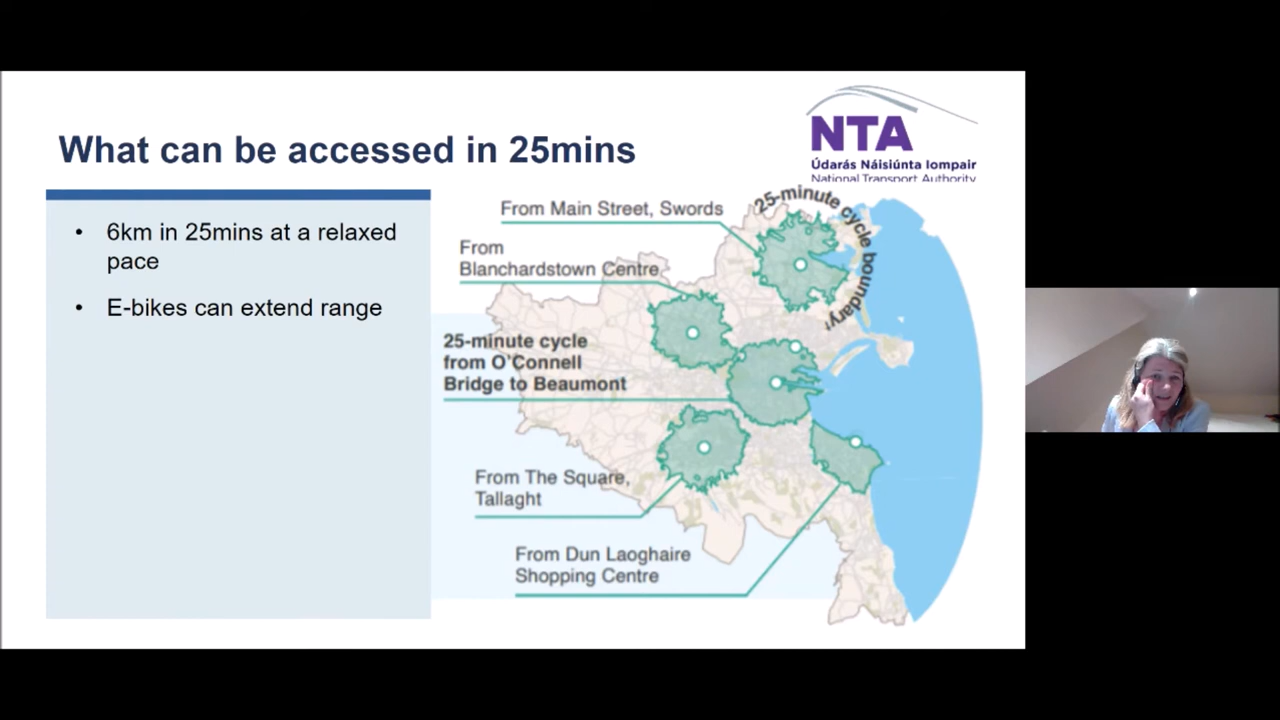 What can be accessed in 25mins
NTA
Údarás Náisiúnta Iompair
National Transport Authority
• 6km in 25mins at a relaxed
pace
• E-bikes can extend range
From Main Street, Swords
From
Blanchardstown Centre
25-minute cycle
from O'Connell
Bridge to Beaumont
From The Square,
Tallaght
From Dun Laoghaire
Shopping Centre
25-minute cycle boundary!